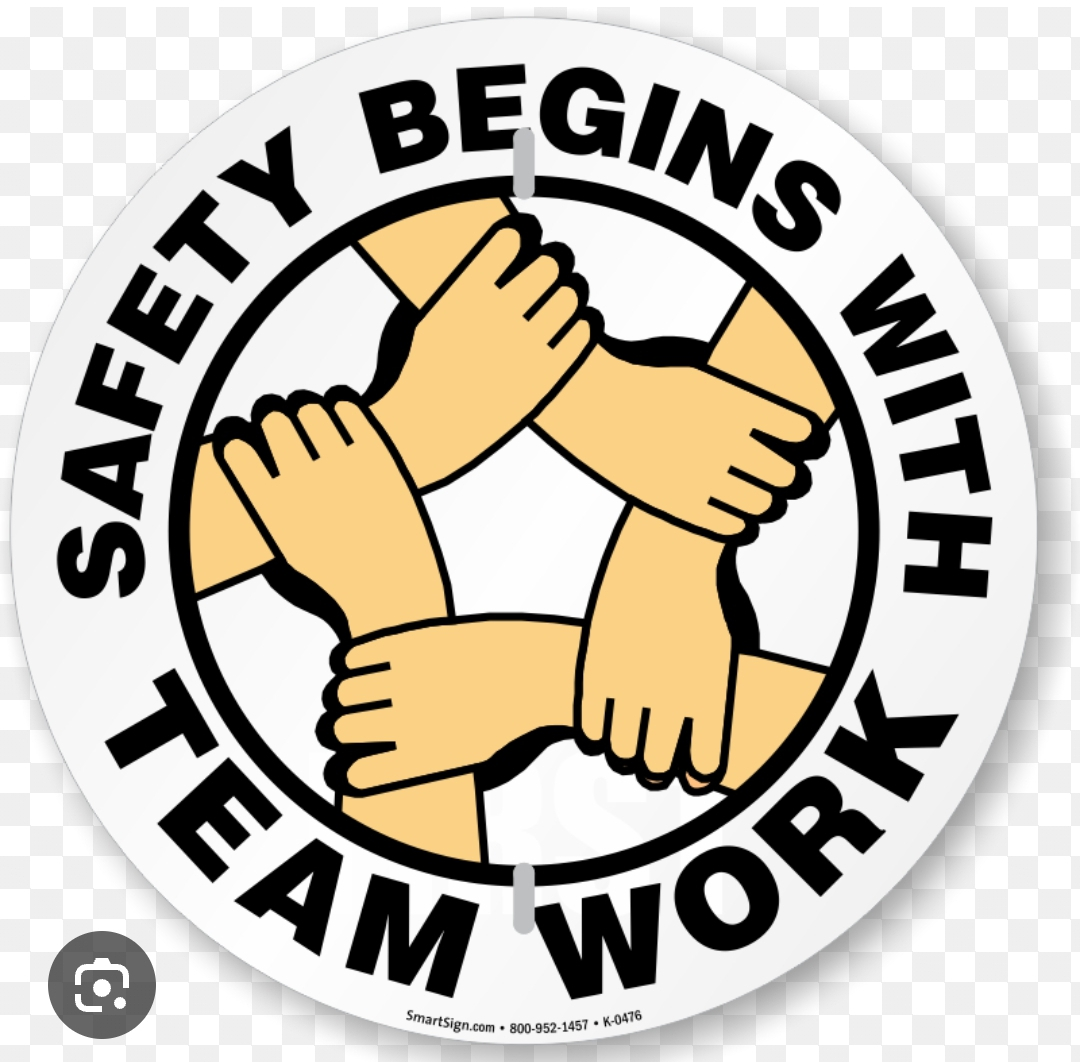 SAFETY BEGINS WITH
TEAM WORK
SmartSign.com • 800-952-1457 • K-0476